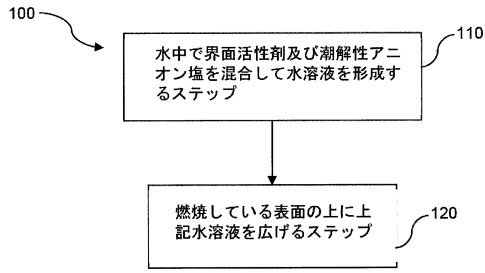 100
110
水中で界面活性剤及び潮解性アニ
オン塩を混合して水溶液を形成す
るステップ
燃焼している表面の上に上
記水溶液を広げるステップ
120